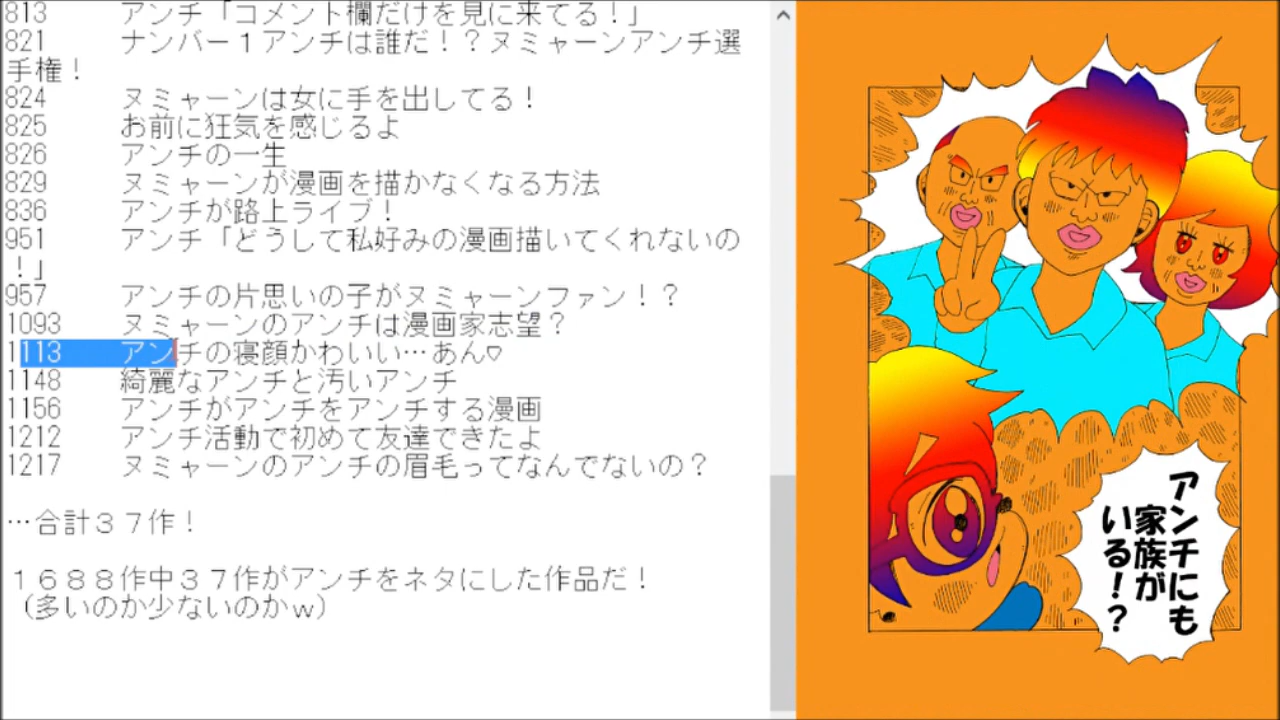 813 アンチ「コメント欄だけを見に来てる！」
821 ナンバー１アンチは誰だ！？ヌミャーンアンチ選
手権！
824 ヌミャーンは女に手を出してる！
825 お前に狂気を感じるよ
826 アンチの一生
829 ヌミャーンが漫画を描かなくなる方法
836 アンチが路上ライブ！
951 アンチ「どうして私好みの漫画描いてくれないの
！」
957 アンチの片思いの子がヌミャーンファン！？
1093 ヌミャーンのアンチは漫画家志望？
1113 アンチの寝顔かわいい…あん♡
1148 綺麗なアンチと汚いアンチ
1156 アンチがアンチをアンチする漫画
1212 アンチ活動で初めて友達できたよ
1217 ヌミャーンのアンチの眉毛ってなんでないの？
…合計３７作！
１６８８作中３７作がアンチをネタにした作品だ！
（多いのか少ないのかｗ）
アンチにも
家族が
いる！？